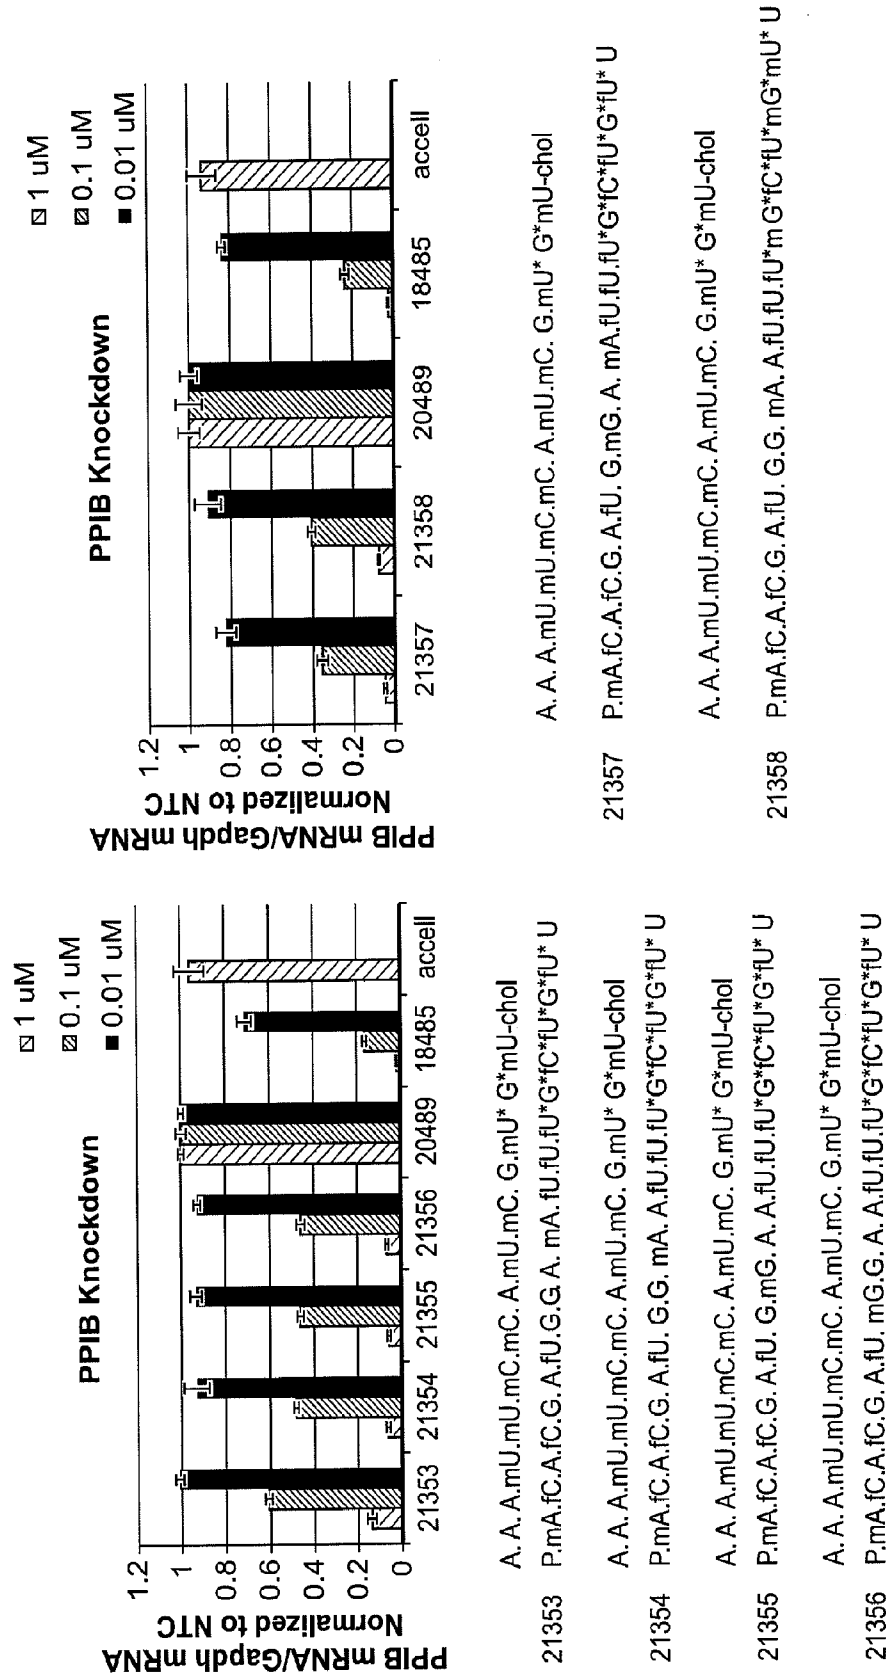 PPIB Knockdown
1 uM
0.1 uM
0.01 uM
PPIB mRNA/Gapdh mRNA
Normalized to NTC
1.2
1
0.8
0.6
0.4
0.2
0
21353
21354
21355
21356
20489
18485
accell
A. A. A.mU.mU.mC.mC. A.mU.mC. G.mU* G*mU-chol
21353 P.mA.fC.A.fC.G. A.fU.G.G. A. mA.fU.fU.fU*G*fC*fU*G*fU* U
A. A. A.mU.mU.mC.mC. A.mU.mC. G.mU* G*mU-chol
21354 P.mA.fC.A.fC.G. A.fU. G.G. mA. A.fU.fU.fU*G*fC*fU*G*fU* U
A. A. A.mU.mU.mC.mC. A.mU.mC. G.mU* G*mU-chol
21355 P.mA.fC.A.fC.G. A.fU. G.mG. A. A.fU.fU.fU*G*fC*fU*G*fU* U
A. A. A.mU.mU.mC.mC. A.mU.mC. G.mU* G*mU-chol
21356 P.mA.fC.A.fC.G. A.fU. mG.G. A. A.fU.fU.fU*G*fC*fU*G*fU* U
PPIB Knockdown
1 uM
0.1 uM
0.01 uM
PPIB mRNA/Gapdh mRNA
Normalized to NTC
1.2
1
0.8
0.6
0.4
0.2
0
21357
21358
20489
18485
accell
A. A. A.mU.mU.mC.mC. A.mU.mC. G.mU* G*mU-chol
21357 P.mA.fC.A.fC.G. A.fU. G.mG. A. mA.fU.fU.fU*G*fC*fU*G*fU* U
A. A. A.mU.mU.mC.mC. A.mU.mC. G.mU* G*mU-chol
21358 P.mA.fC.A.fC.G. A.fU. G.G. mA. A.fU.fU.fU*m G*fC*fU*mG*mU* U